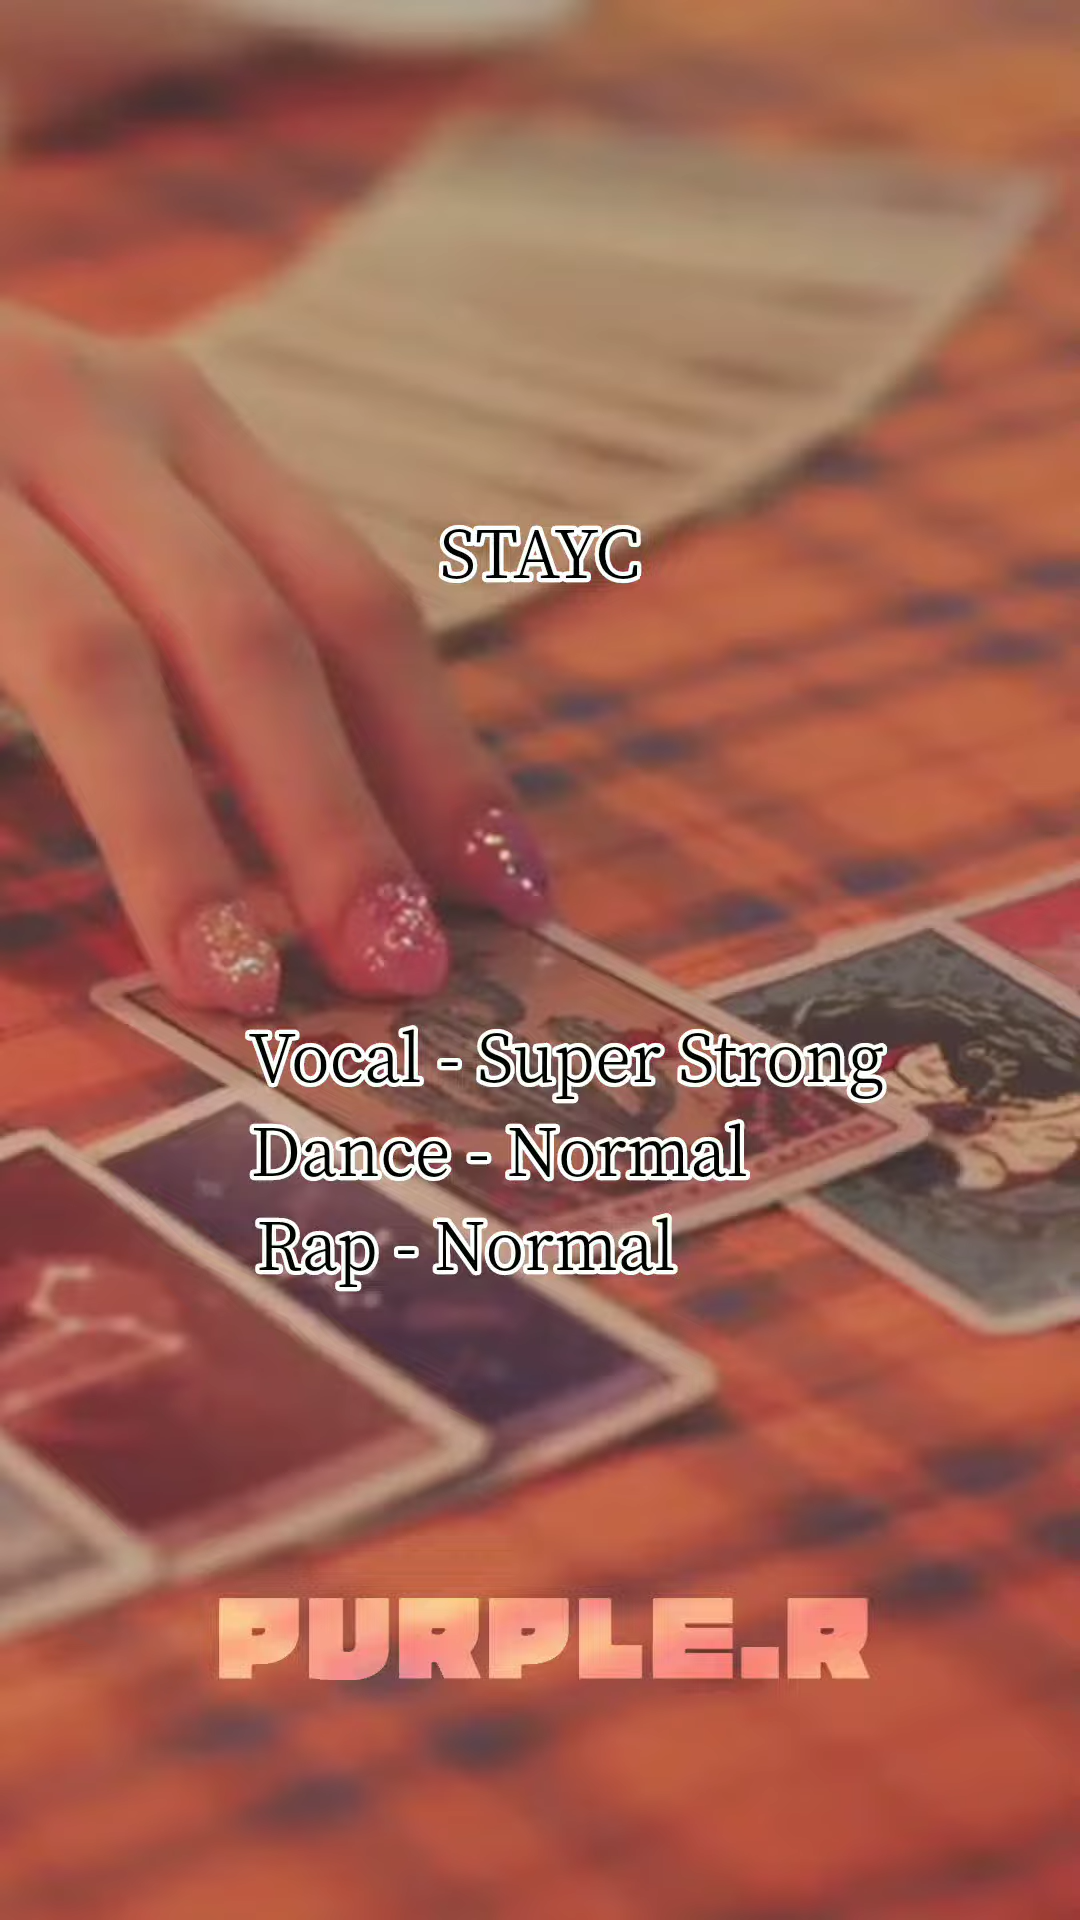 STAYC
Vocal - Super Strong
Dance - Normal
Rap - Normal
PURPLE.R